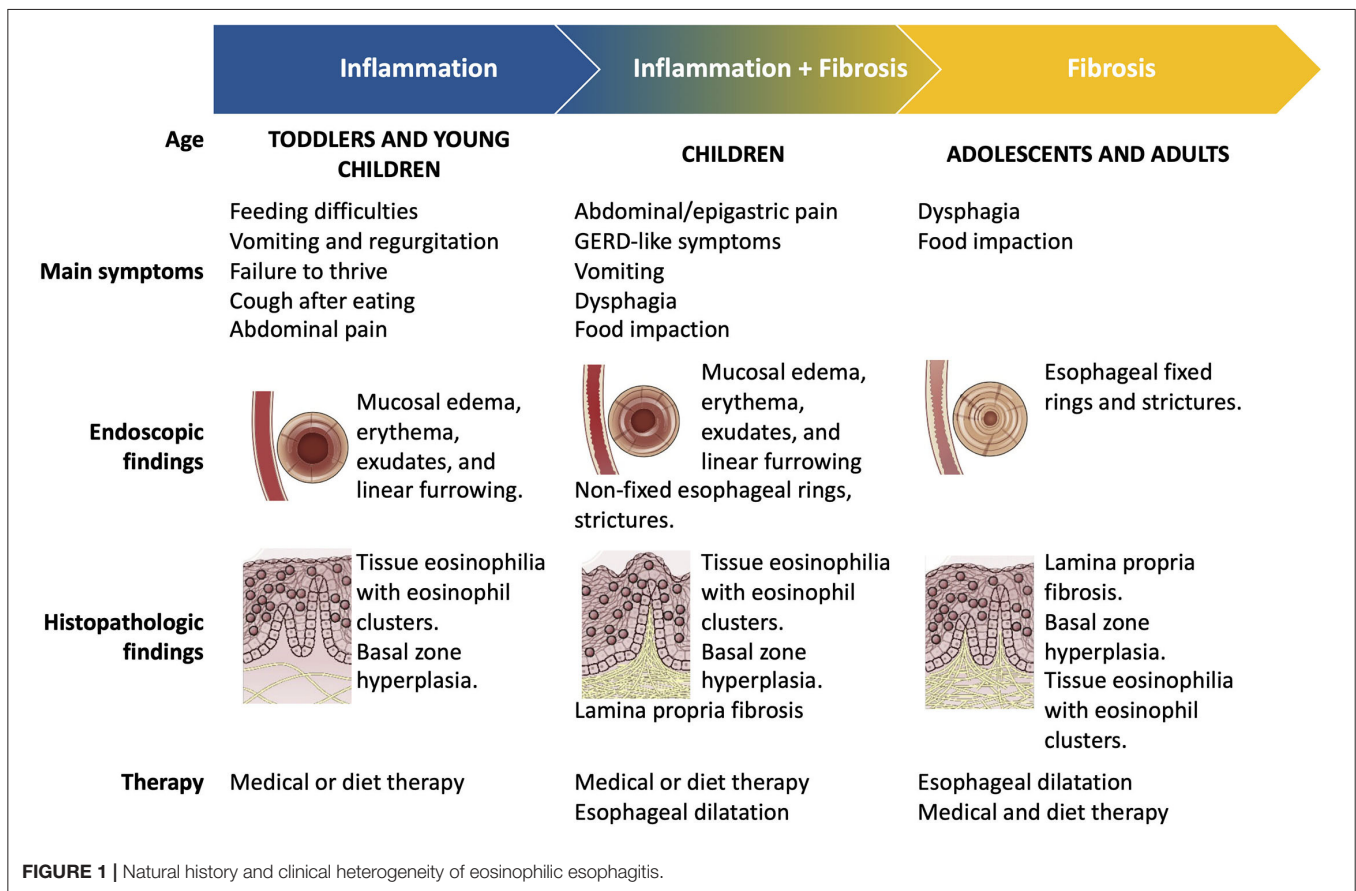 Inflammation
Inflammation + Fibrosis
Fibrosis
Age
TODDLERS AND YOUNG
CHILDREN
CHILDREN
ADOLESCENTS AND ADULTS
Main symptoms
Feeding difficulties
Vomiting and regurgitation
Failure to thrive
Cough after eating
Abdominal pain
Abdominal/epigastric pain
GERD-like symptoms
Vomiting
Dysphagia
Food impaction
Dysphagia
Food impaction
Endoscopic
findings
Mucosal edema,
erythema,
exudates, and
linear furrowing.
Mucosal edema,
erythema,
exudates, and
linear furrowing
Non-fixed esophageal rings,
strictures.
Esophageal fixed
rings and strictures.
Histopathologic
findings
Tissue eosinophilia
with eosinophil
clusters.
Basal zone
hyperplasia.
Tissue eosinophilia
with eosinophil
clusters.
Basal zone
hyperplasia.
Lamina propria fibrosis
Lamina propria
fibrosis.
Basal zone
hyperplasia.
Tissue eosinophilia
with eosinophil
clusters.
Therapy
Medical or diet therapy
Medical or diet therapy
Esophageal dilatation
Esophageal dilatation
Medical and diet therapy
FIGURE 1 | Natural history and clinical heterogeneity of eosinophilic esophagitis.